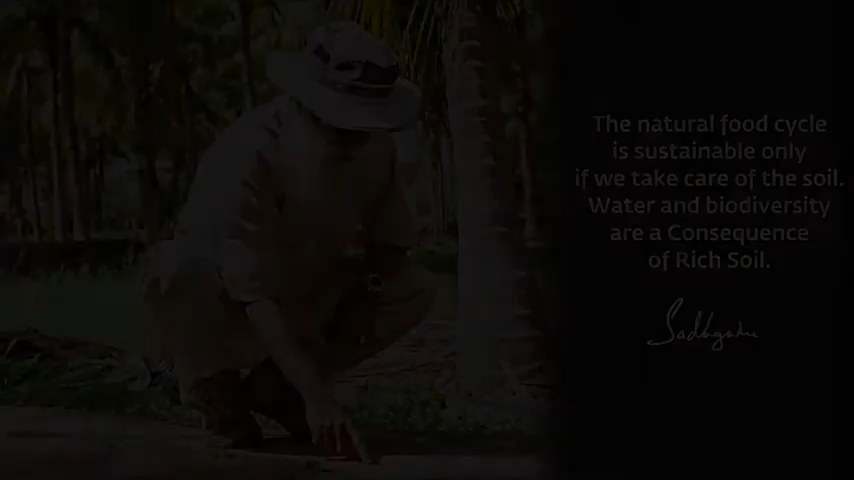 The natural food cycle
is sustainable only
if we take care of the soil.
Water and biodiversity
are a Consequence
of Rich Soil.
Sadhguru